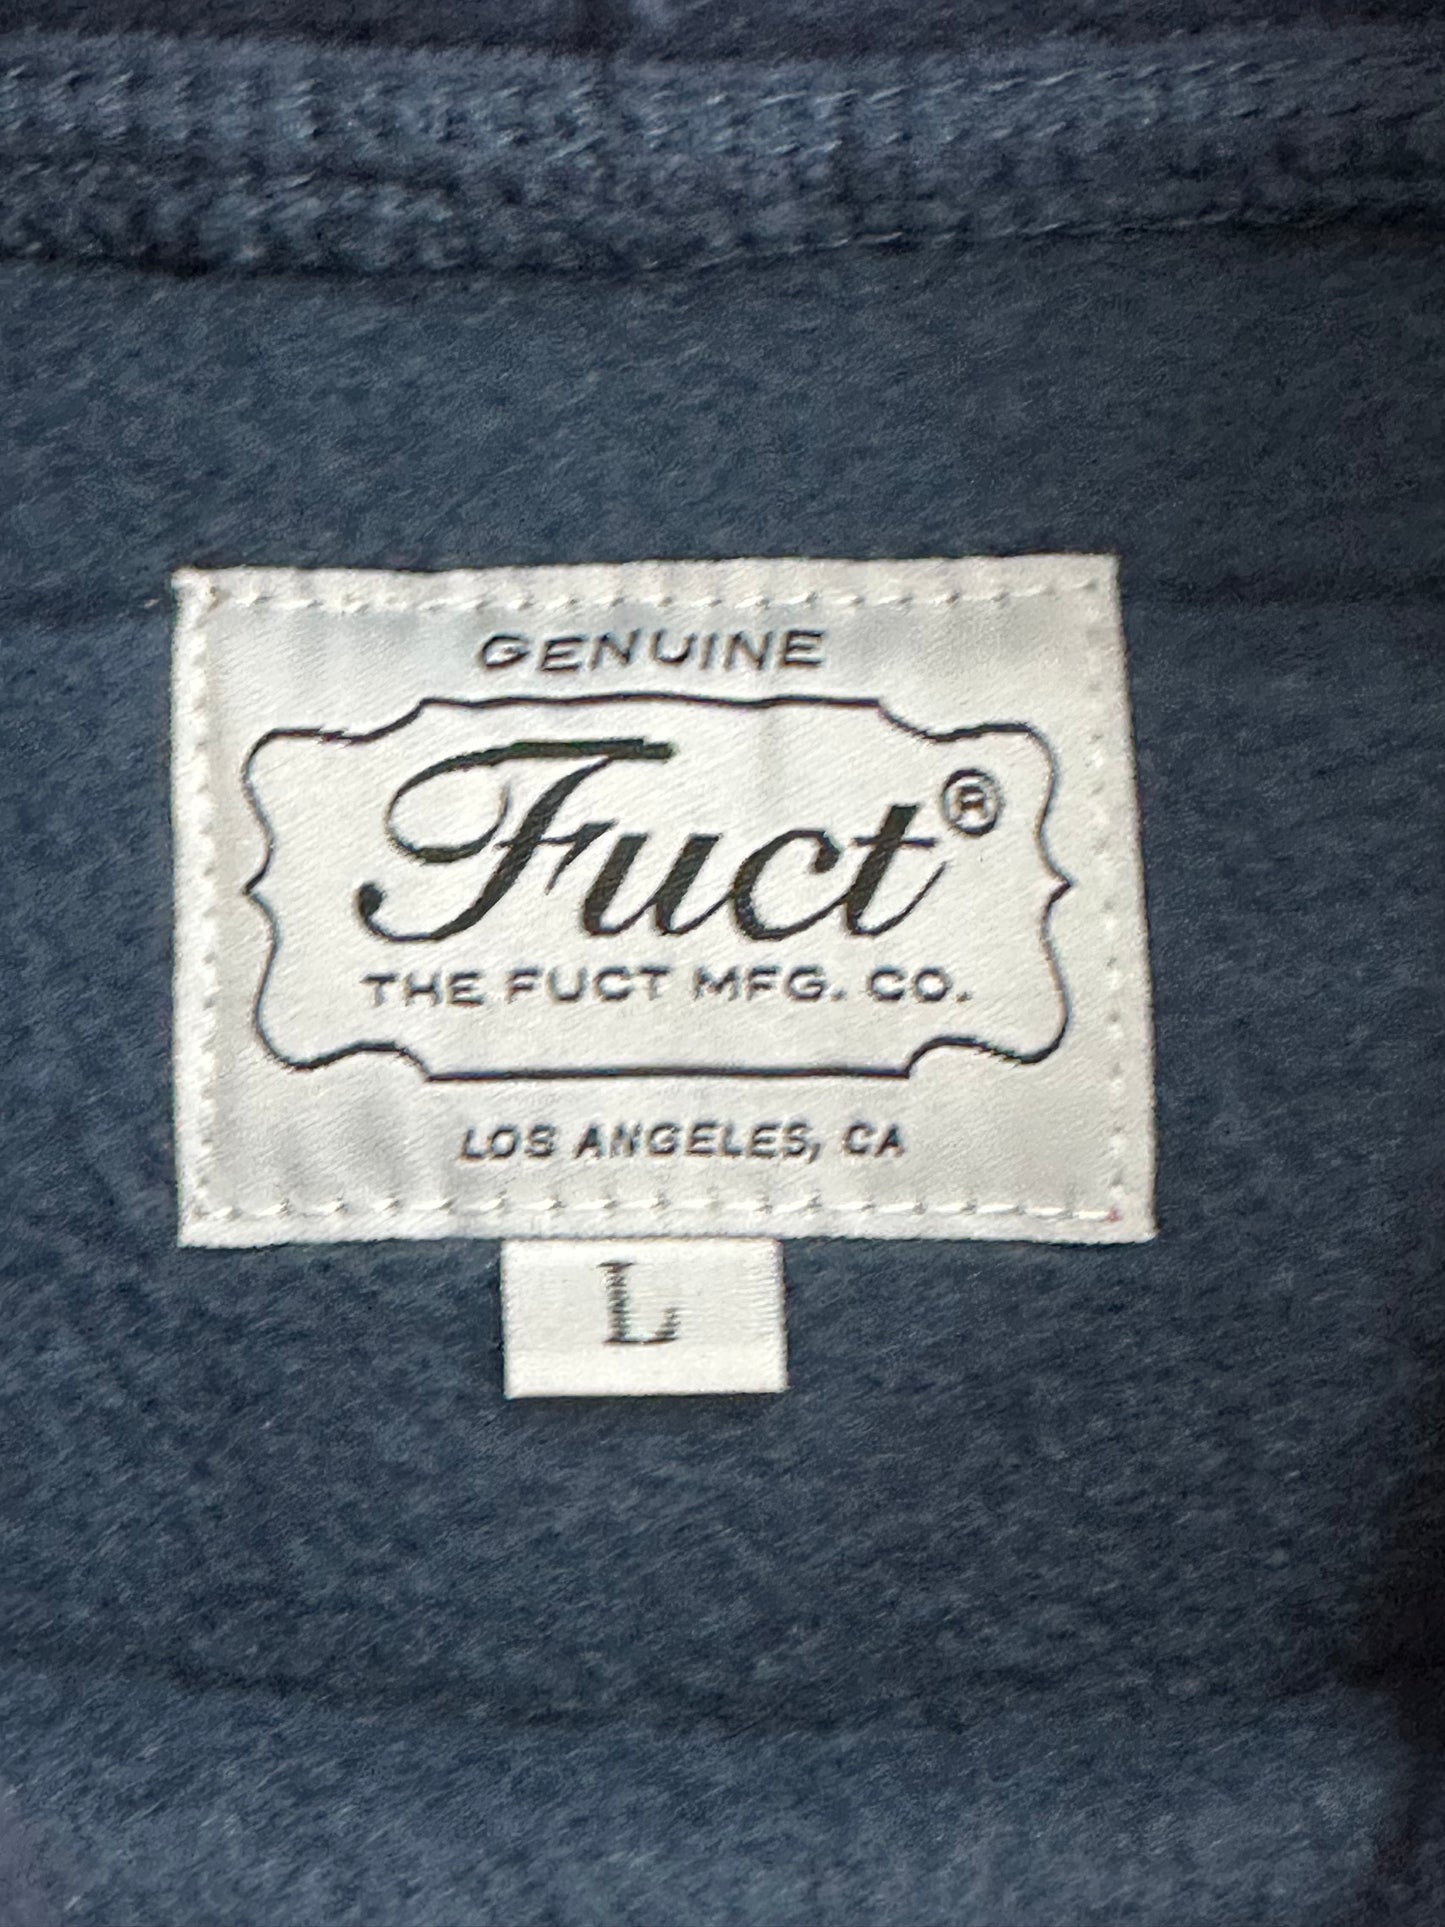 GENUINE
Fuct®
THE FUCT MFG. CO.
LOS ANGELES, CA
L